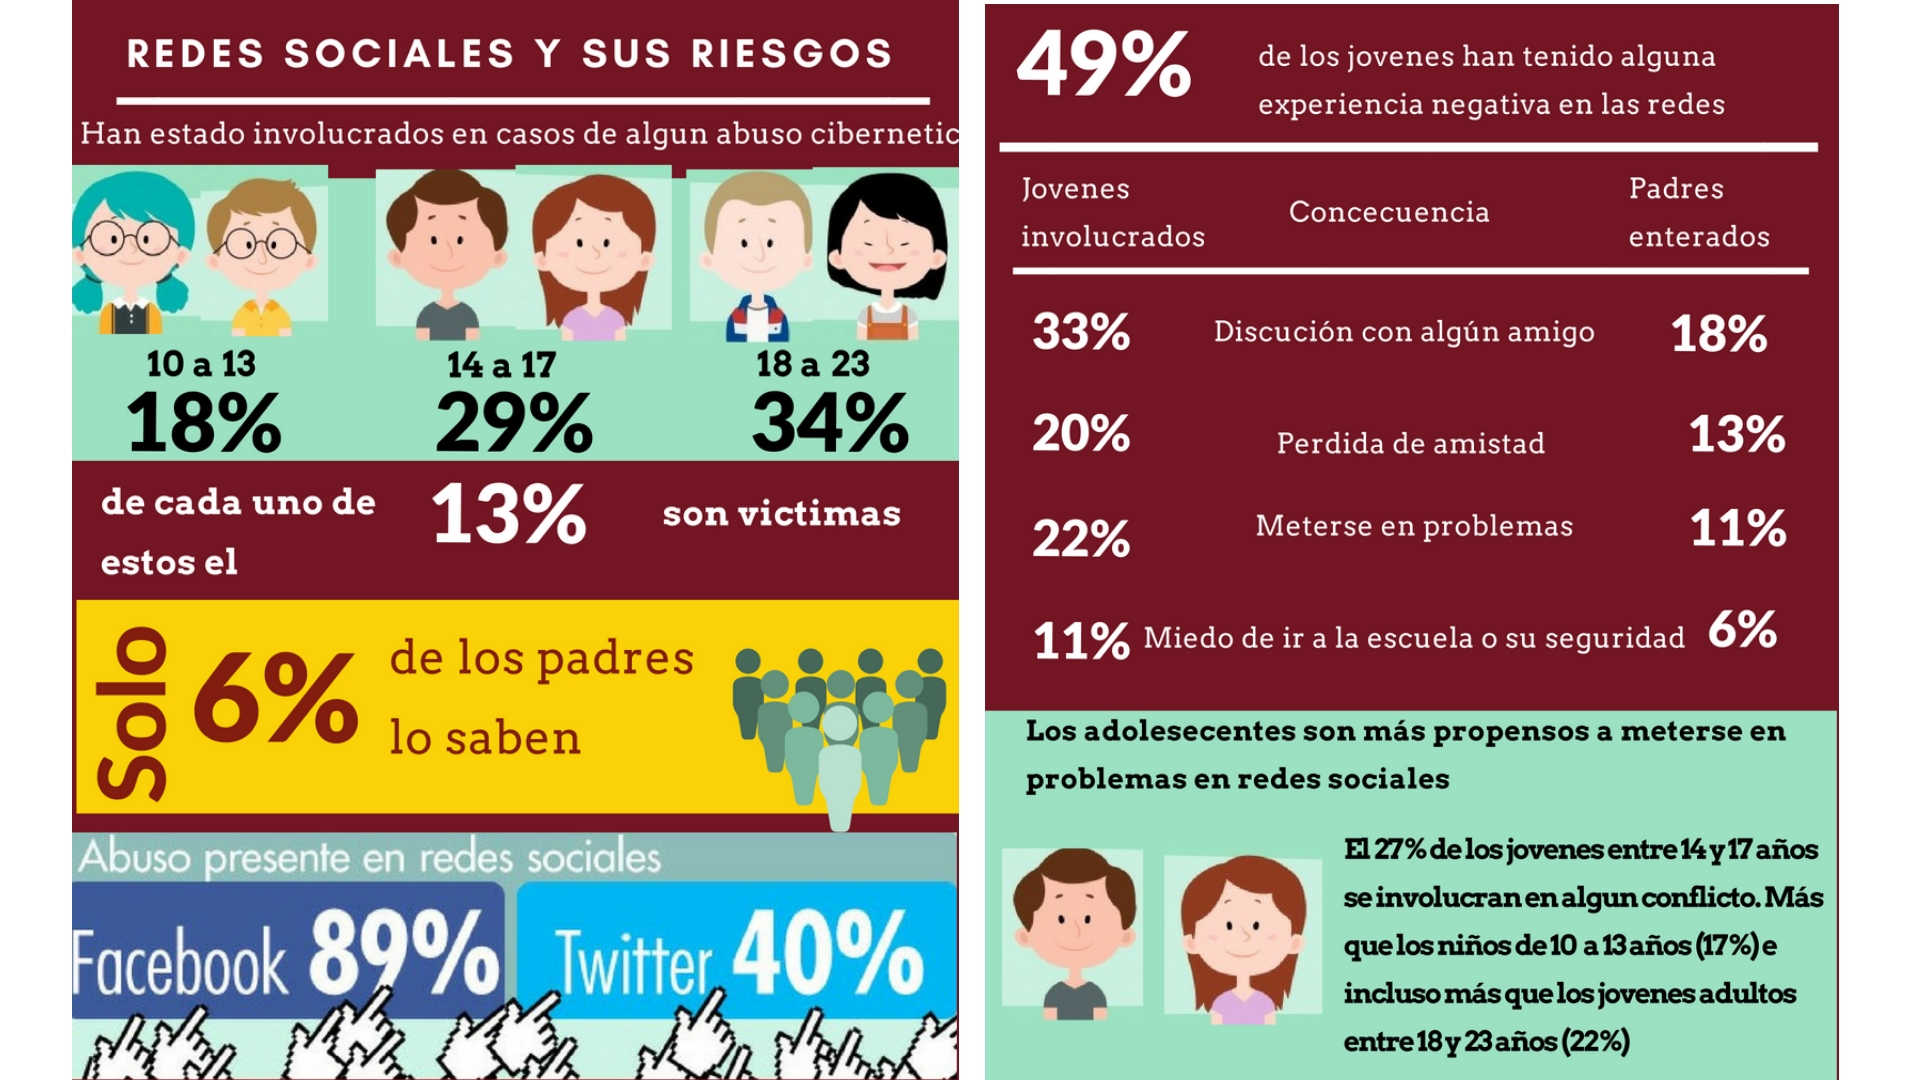 REDES SOCIALES Y SUS RIESGOS
Han estado involucrados en casos de algun abuso cibernetic
10 a 13
18%
14 a 17
29%
18 a 23
34%
de cada uno de
estos el
13%
son victimas
Solo
6%
de los padres
lo saben
Abuso presente en redes sociales
Facebook 89%
Twitter 40%
49%
de los jovenes han tenido alguna
experiencia negativa en las redes
Jovenes
involucrados
Concecuencia
Padres
enterados
33% Discución con algún amigo 18%
20% Perdida de amistad 13%
22% Meterse en problemas 11%
11% Miedo de ir a la escuela o su seguridad 6%
Los adolesecentes son más propensos a meterse en
problemas en redes sociales
El 27% de los jovenes entre 14 y 17 años
se involucran en algun conflicto. Más
que los niños de 10 a 13 años (17%) e
incluso más que los jovenes adultos
entre 18 y 23 años (22%)